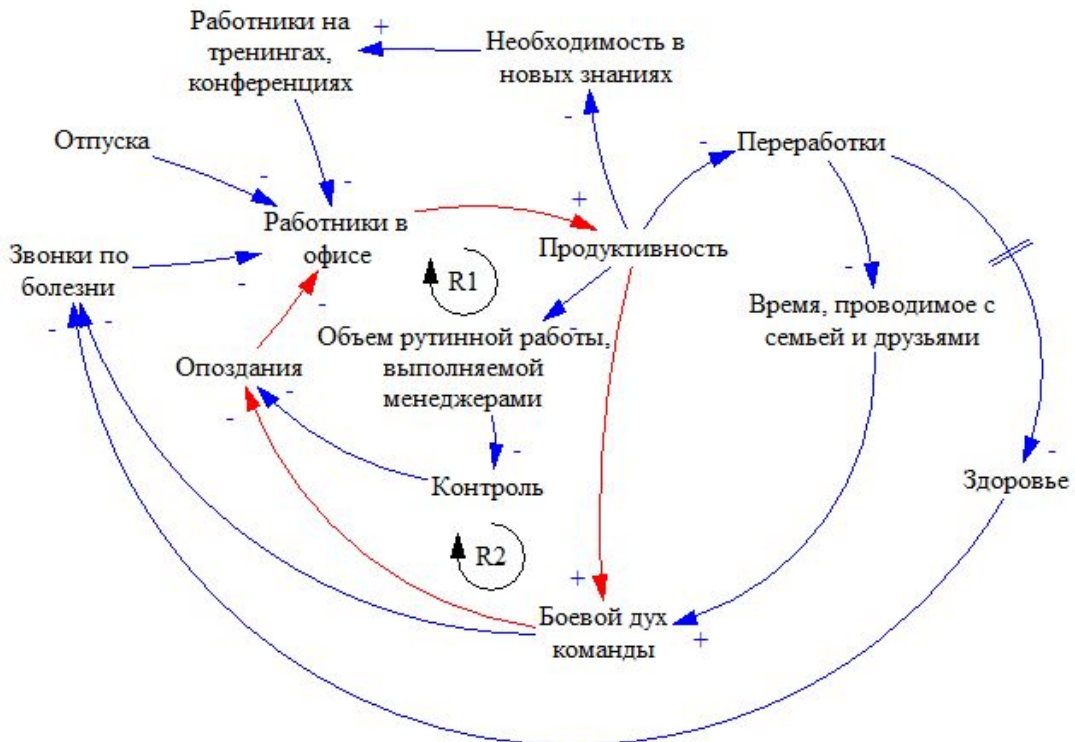 Работники на
тренингах,
конференциях
+
Необходимость в
новых знаниях
-
Отпуска
-
-
-
Переработки
Работники в
офисе
+
Продуктивность
Звонки по
болезни
-
-
-
-
R1
-
Объем рутинной работы,
выполняемой
менеджерами
-
Время, проводимое с
семьей и друзьями
-
Опоздания
-
-
-
Контроль
-
Здоровье
R2
+
Боевой дух
команды
+